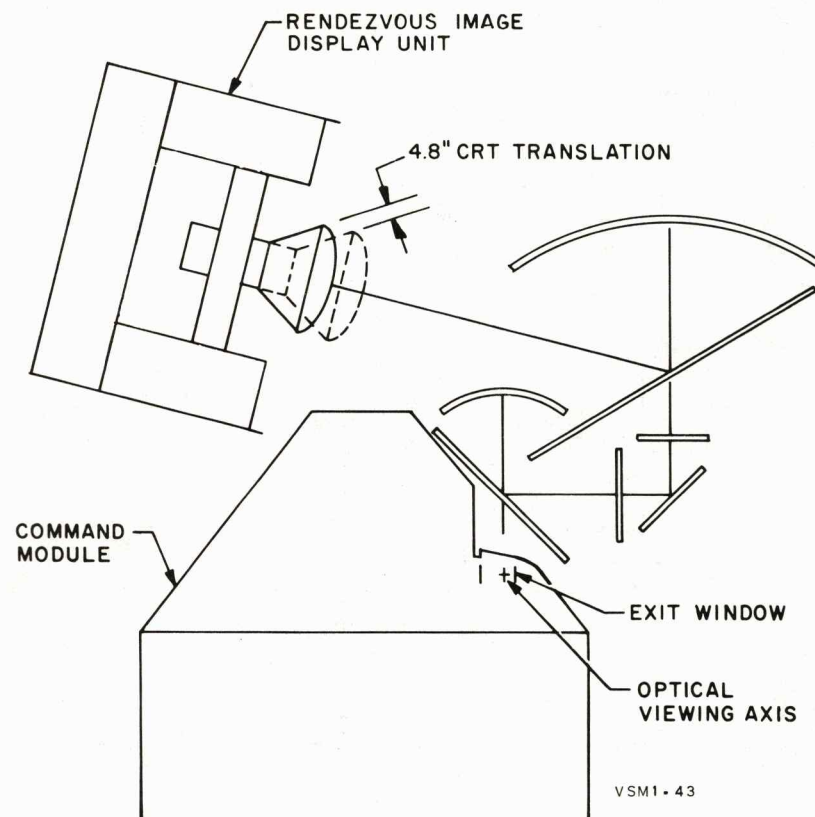 RENDEZVOUS IMAGE
DISPLAY UNIT
4.8" CRT TRANSLATION
COMMAND
MODULE
EXIT WINDOW
OPTICAL
VIEWING AXIS
VSM1-43